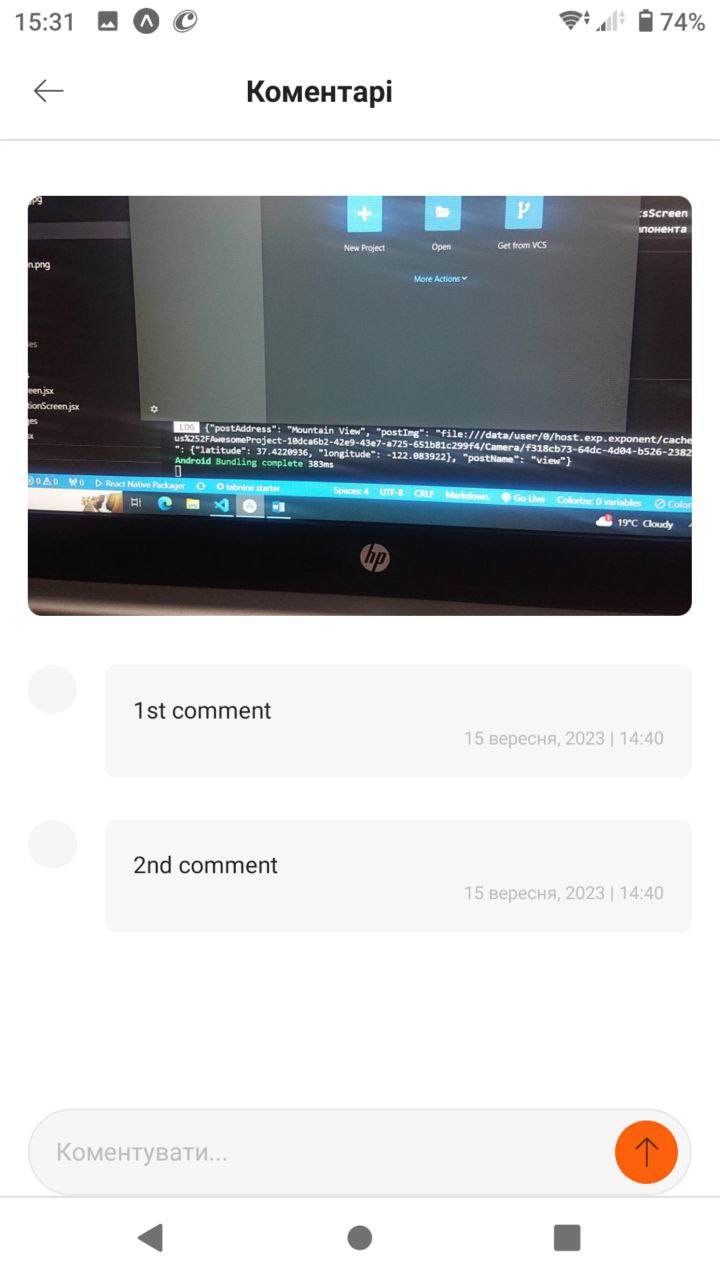 15:31
74%
Коментарі
pg
sScreen
понента
n.png
New Project
Open
Get from VCS
More Actions
es
een.jsx
tionScreen.jsx
es
sx
LOG {"postAddress": "Mountain View", "postImg": "file:///data/user/0/host.exp.exponent/cache
us%252FAwesomeProject-10dca6b2-42e9-43e7-a725-651b81c299f4/Camera/f318cb73-64dc-4d04-b526-2382
": {"latitude": 37.4220936, "longitude": -122.083922}, "postName": "view"}
Android Bundling complete 383ms
0 0 0 React Native Packager tabnine starter Spaces: 4 UTF-8 CRLF Markdown Go Live Colorize: 0 variables Color
19°C Cloudy
hp
1st comment
15 вересня, 2023 | 14:40
2nd comment
15 вересня, 2023 | 14:40
Коментувати...